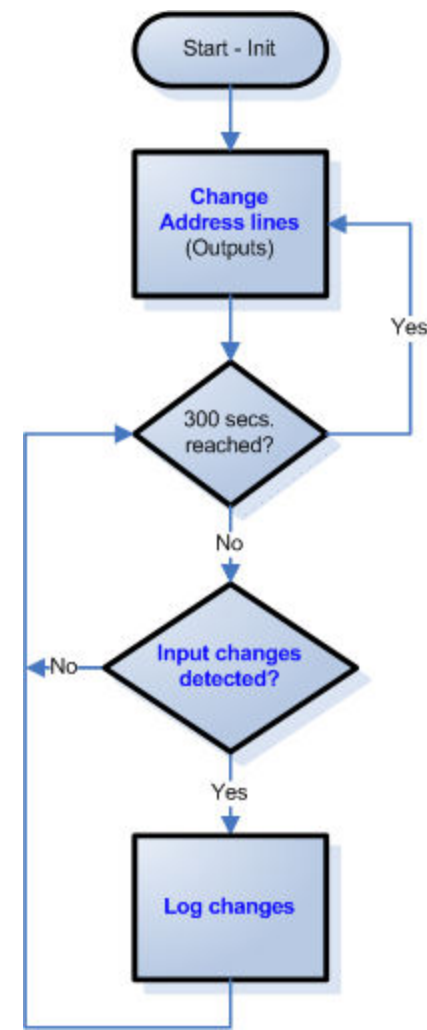 Start - Init
Change
Address lines
(Outputs)
Yes
300 secs.
reached?
No
Input changes
detected?
No
Yes
Log changes